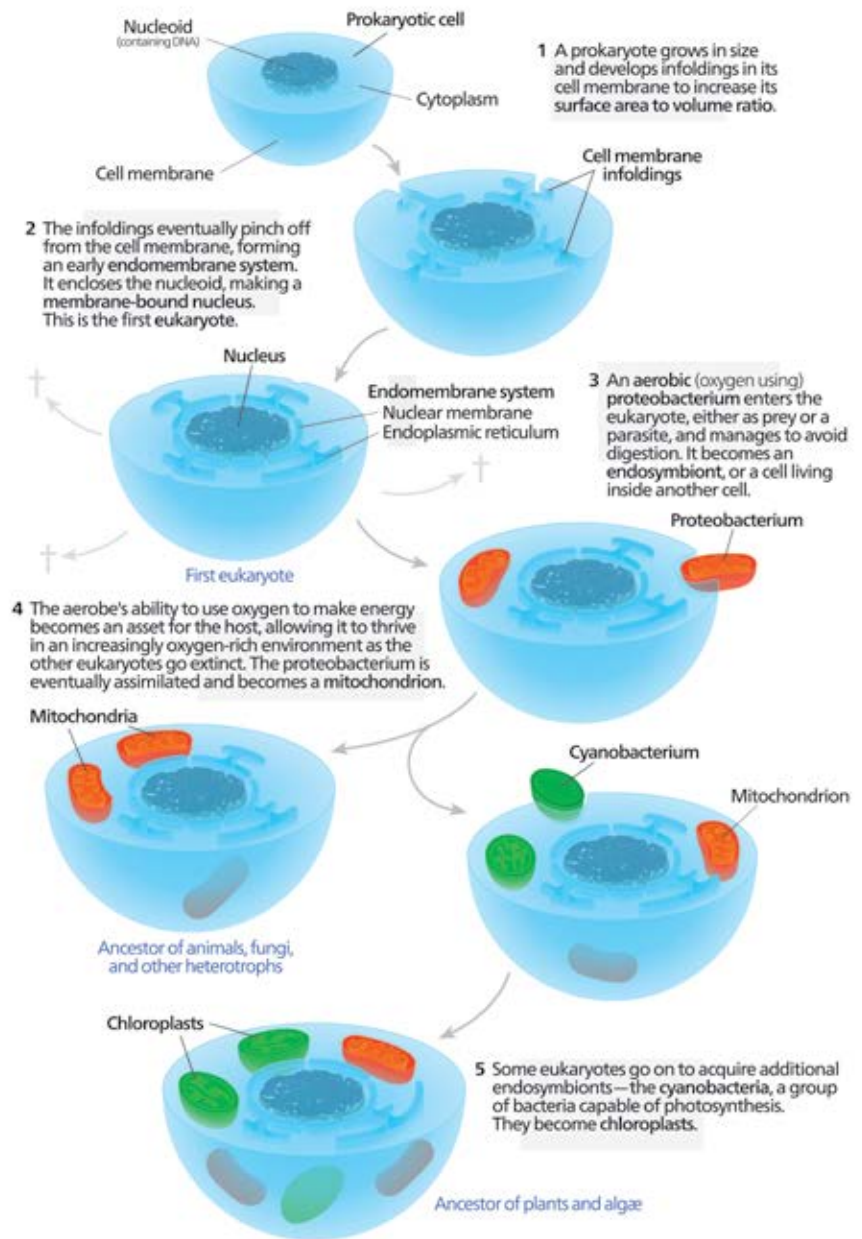 Nucleoid
(containing DNA)
Prokaryotic cell
Cytoplasm
Cell membrane
1 A prokaryote grows in size
and develops infoldings in its
cell membrane to increase its
surface area to volume ratio.
Cell membrane
infoldings
2 The infoldings eventually pinch off
from the cell membrane, forming
an early endomembrane system.
It encloses the nucleoid, making a
membrane-bound nucleus.
This is the first eukaryote.
Nucleus
Endomembrane system
Nuclear membrane
Endoplasmic reticulum
First eukaryote
3 An aerobic (oxygen using)
proteobacterium enters the
eukaryote, either as prey or a
parasite, and manages to avoid
digestion. It becomes an
endosymbiont, or a cell living
inside another cell.
Proteobacterium
4 The aerobe's ability to use oxygen to make energy
becomes an asset for the host, allowing it to thrive
in an increasingly oxygen-rich environment as the
other eukaryotes go extinct. The proteobacterium is
eventually assimilated and becomes a mitochondrion.
Mitochondria
Ancestor of animals, fungi,
and other heterotrophs
Cyanobacterium
Mitochondrion
Chloroplasts
5 Some eukaryotes go on to acquire additional
endosymbionts—the cyanobacteria, a group
of bacteria capable of photosynthesis.
They become chloroplasts.
Ancestor of plants and algæ